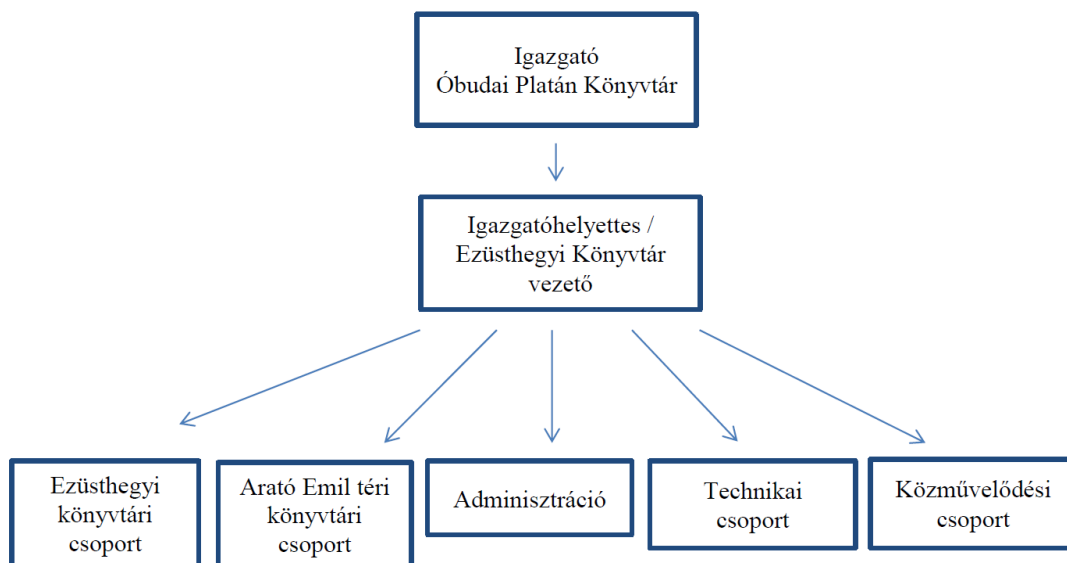 Igazgató
Óbudai Platán Könyvtár
Igazgatóhelyettes /
Ezüsthegyi Könyvtár
vezető
Ezüsthegyi
könyvtári
csoport
Arató Emil téri
könyvtári
csoport
Adminisztráció
Technikai
csoport
Közművelődési
csoport